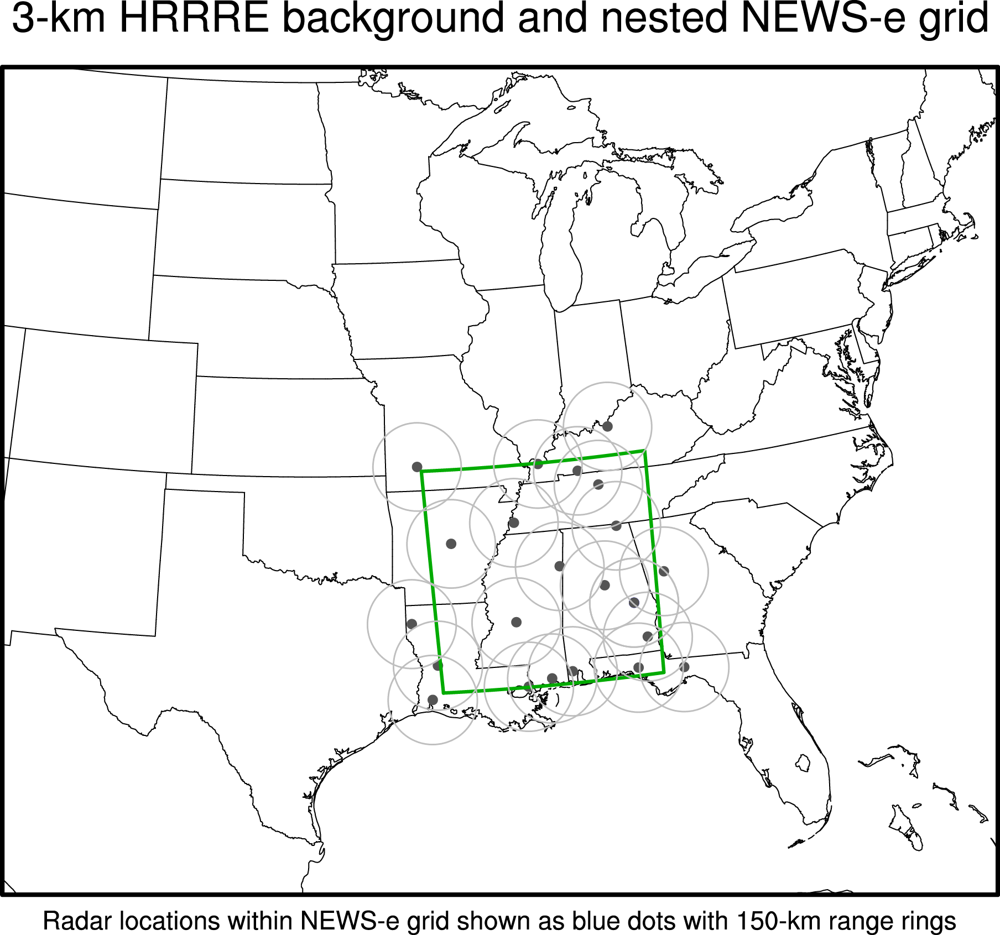 3-km HRRRE background and nested NEWS-e grid
Radar locations within NEWS-e grid shown as blue dots with 150-km range rings